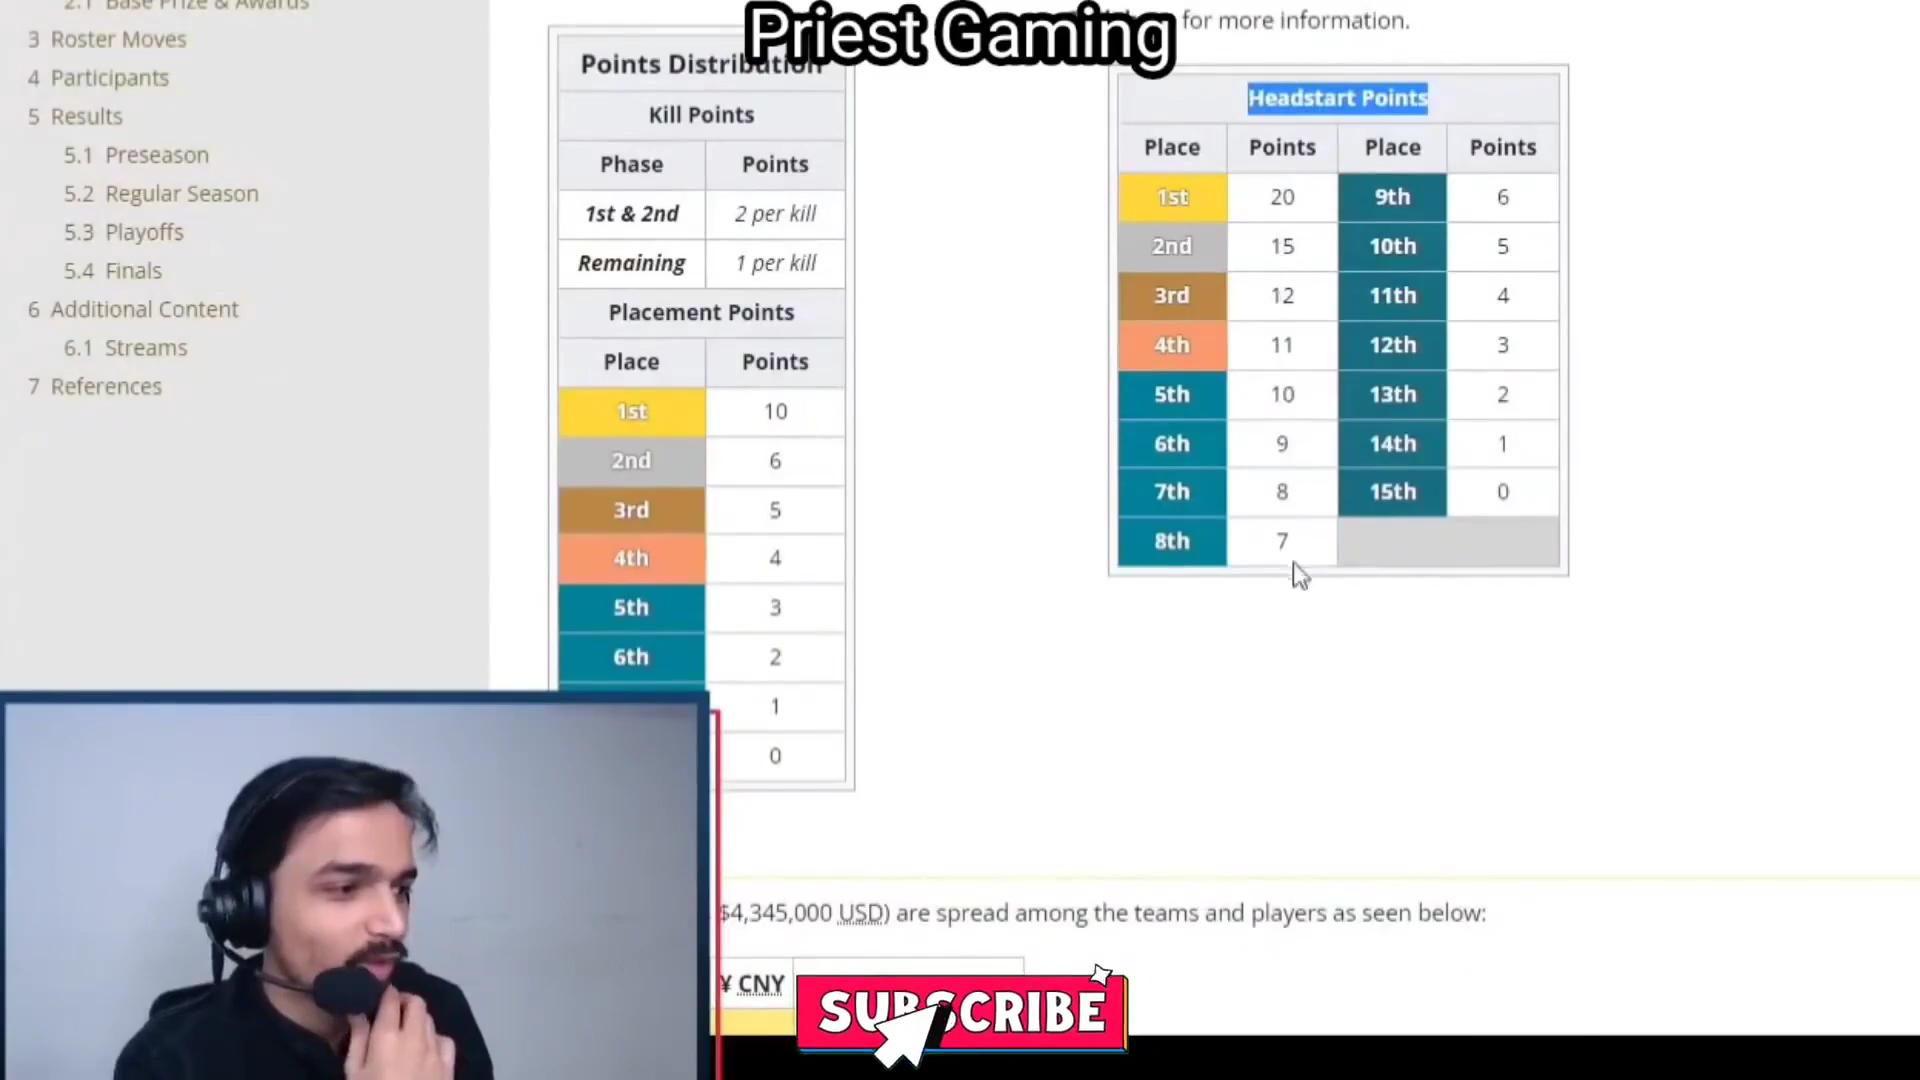 Priest Gaming
2.1 Base Prize & Awards
3 Roster Moves
4 Participants
5 Results
5.1 Preseason
5.2 Regular Season
5.3 Playoffs
5.4 Finals
6 Additional Content
6.1 Streams
7 References
Points Distribution
Kill Points
Phase Points
1st & 2nd 2 per kill
Remaining 1 per kill
Placement Points
Place Points
1st 10
2nd 6
3rd 5
4th 4
5th 3
6th 2
1
0
for more information.
Headstart Points
Place Points Place Points
1st 20 9th 6
2nd 15 10th 5
3rd 12 11th 4
4th 11 12th 3
5th 10 13th 2
6th 9 14th 1
7th 8 15th 0
8th 7
$4,345,000 USD) are spread among the teams and players as seen below:
¥ CNY
SUBSCRIBE